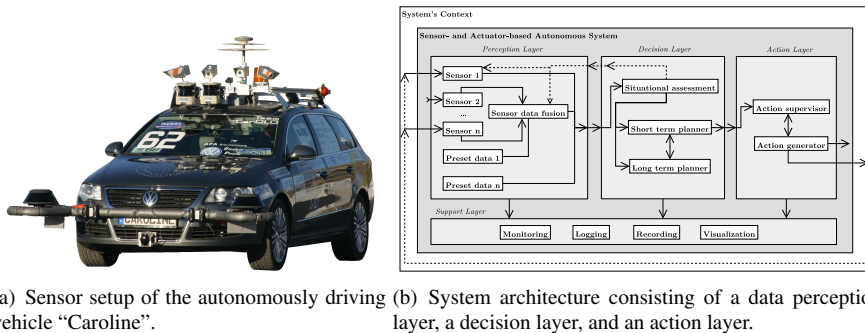 62
CAROLINE
System's Context
Sensor- and Actuator-based Autonomous System
Perception Layer
Decision Layer
Action Layer
Sensor 1
Sensor 2
...
Sensor n
Sensor data fusion
Preset data 1
Preset data n
Situational assessment
Short term planner
Long term planner
Action supervisor
Action generator
Support Layer
Monitoring
Logging
Recording
Visualization
a) Sensor setup of the autonomously driving
vehicle “Caroline”.
(b) System architecture consisting of a data perceptio
layer, a decision layer, and an action layer.